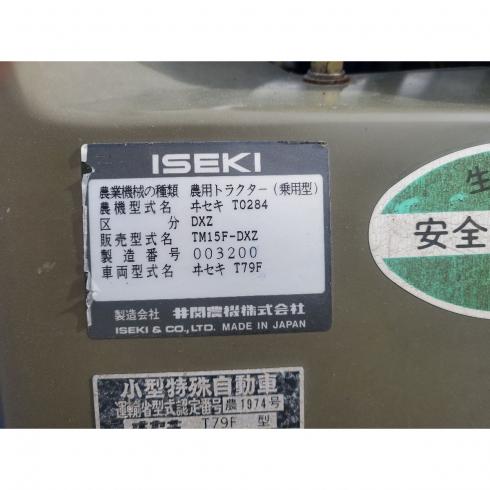 ISEKI
農業機械の種類 農用トラクター(乗用型)
農機型式名 ヰセキ T0284
区分 DXZ
販売型式名 TM15F-DXZ
製造番号 003200
車両型式名 ヰセキ T79F
製造会社 井関農機株式会社
ISEKI & CO., LTD. MADE IN JAPAN
生
安全
小型特殊自動車
運輸省型式認定番号 農1974号
T79F 型